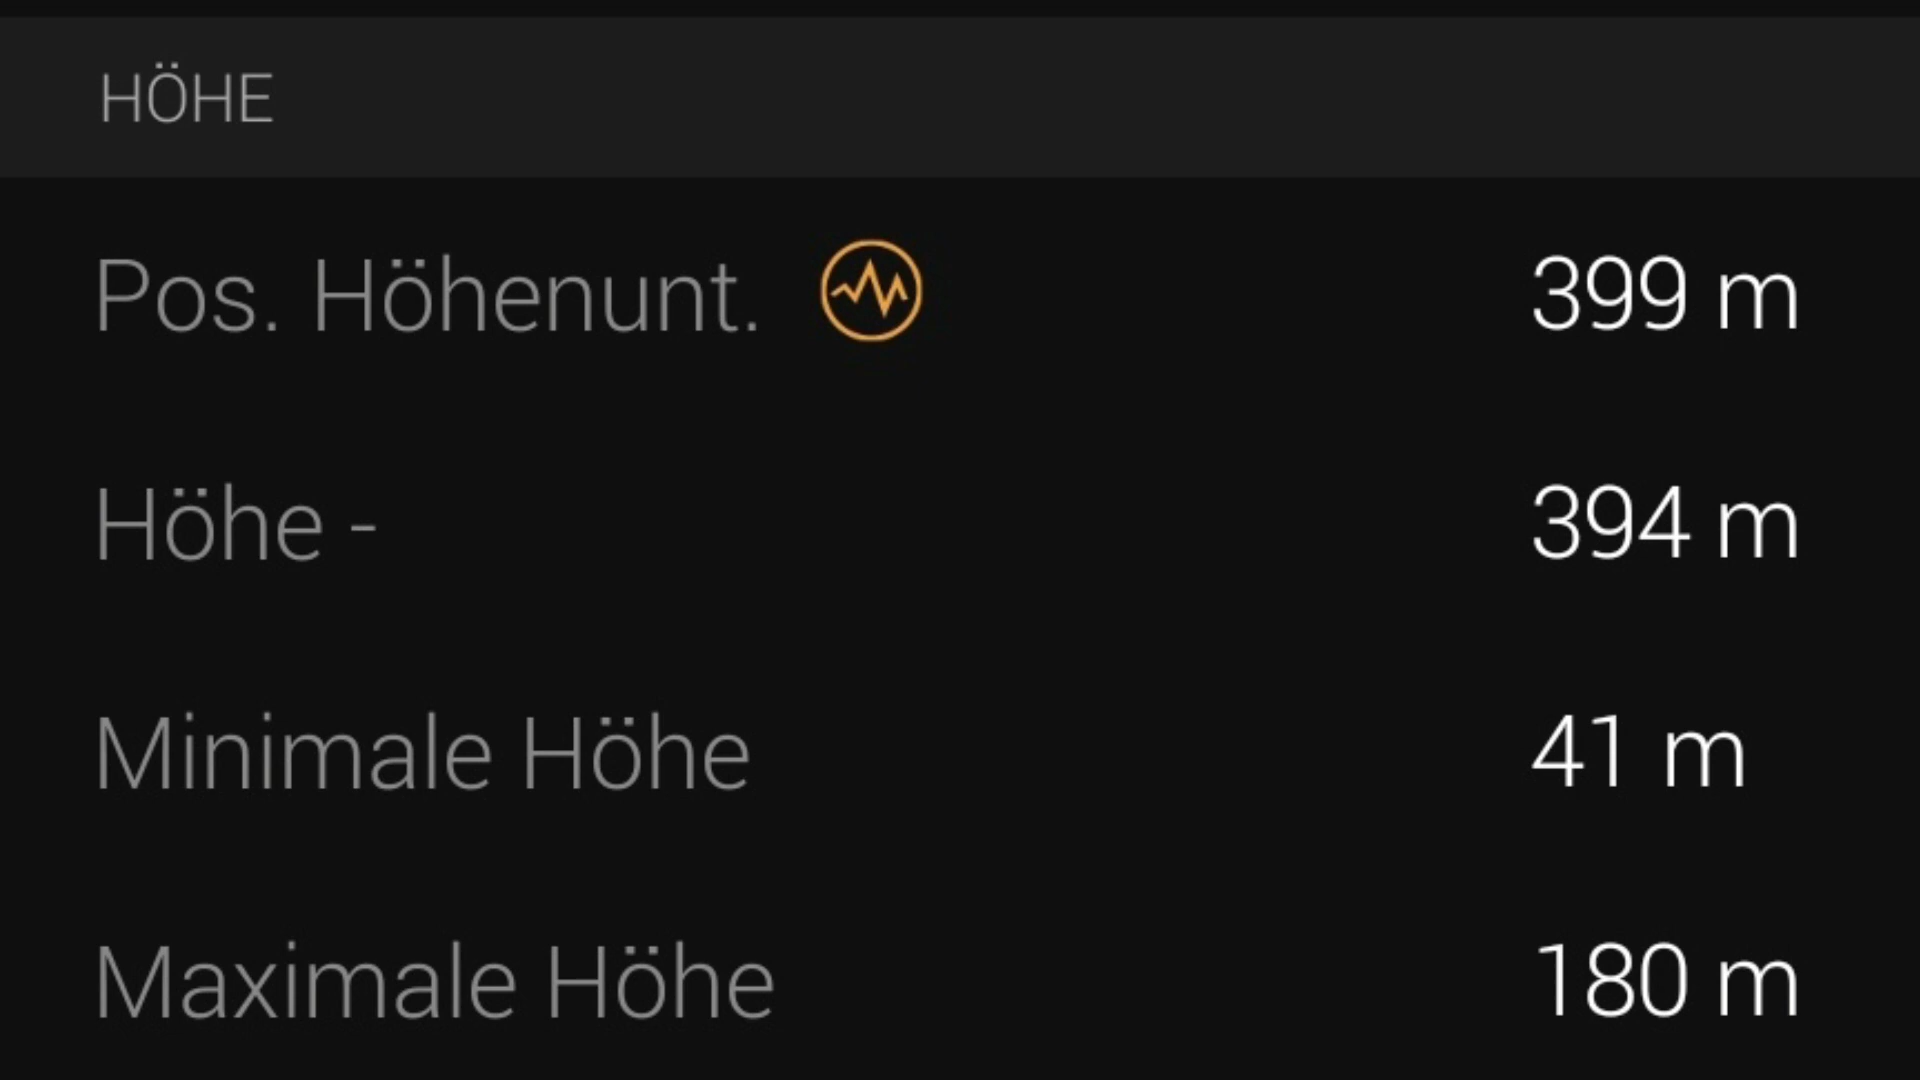 HÖHE
Pos. Höhenunt. 399 m
Höhe - 394 m
Minimale Höhe 41 m
Maximale Höhe 180 m